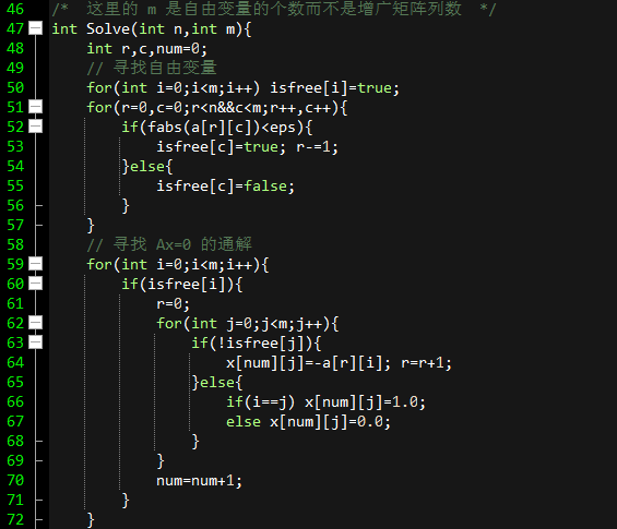 46 /*  这里的 m 是自由变量的个数而不是增广矩阵列数  */
47 int Solve(int n,int m){
48     int r,c,num=0;
49     // 寻找自由变量
50     for(int i=0;i<m;i++) isfree[i]=true;
51     for(r=0,c=0;r<n&&c<m;r++,c++){
52         if(fabs(a[r][c])<eps){
53             isfree[c]=true; r-=1;
54         }else{
55             isfree[c]=false;
56         }
57     }
58     // 寻找 Ax=0 的通解
59     for(int i=0;i<m;i++){
60         if(isfree[i]){
61             r=0;
62             for(int j=0;j<m;j++){
63                 if(!isfree[j]){
64                     x[num][j]=-a[r][i]; r=r+1;
65                 }else{
66                     if(i==j) x[num][j]=1.0;
67                     else x[num][j]=0.0;
68                 }
69             }
70             num=num+1;
71         }
72     }